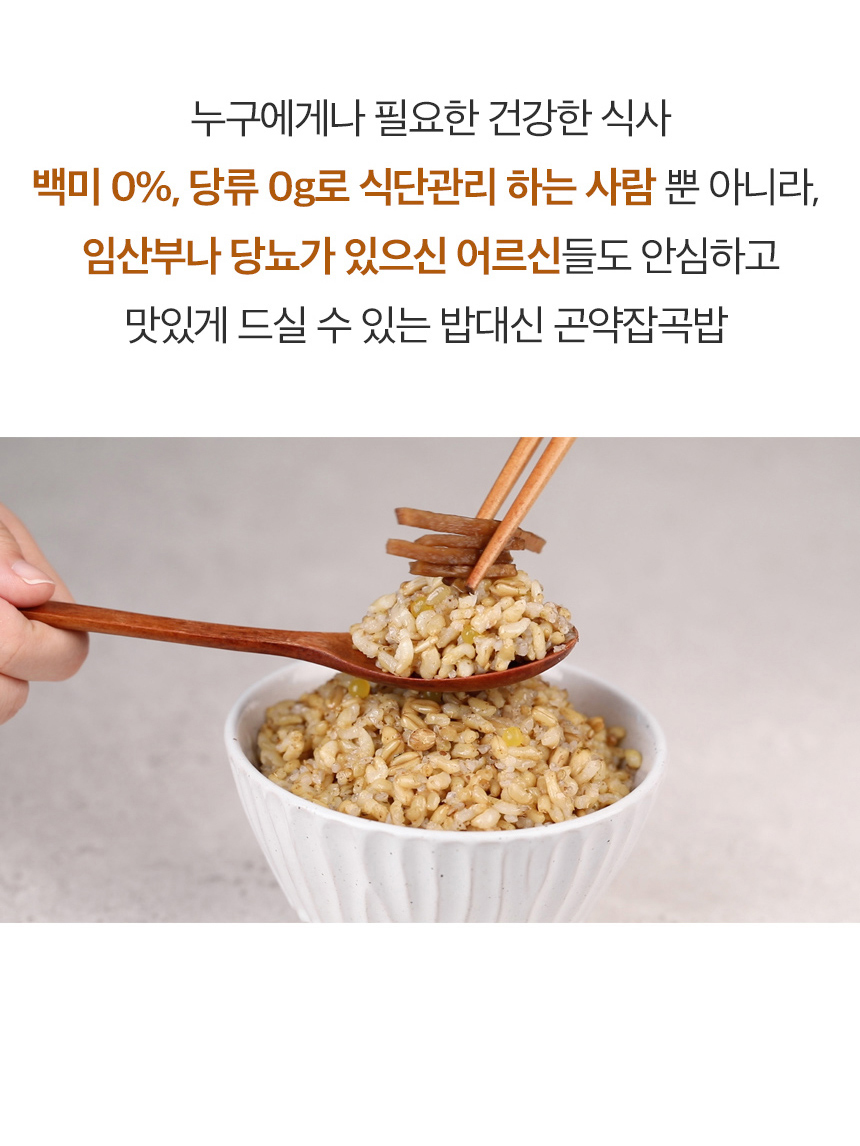 누구에게나 필요한 건강한 식사
백미 0%, 당류 0g로 식단관리 하는 사람 뿐 아니라,
임산부나 당뇨가 있으신 어르신들도 안심하고
맛있게 드실 수 있는 밥대신 곤약잡곡밥